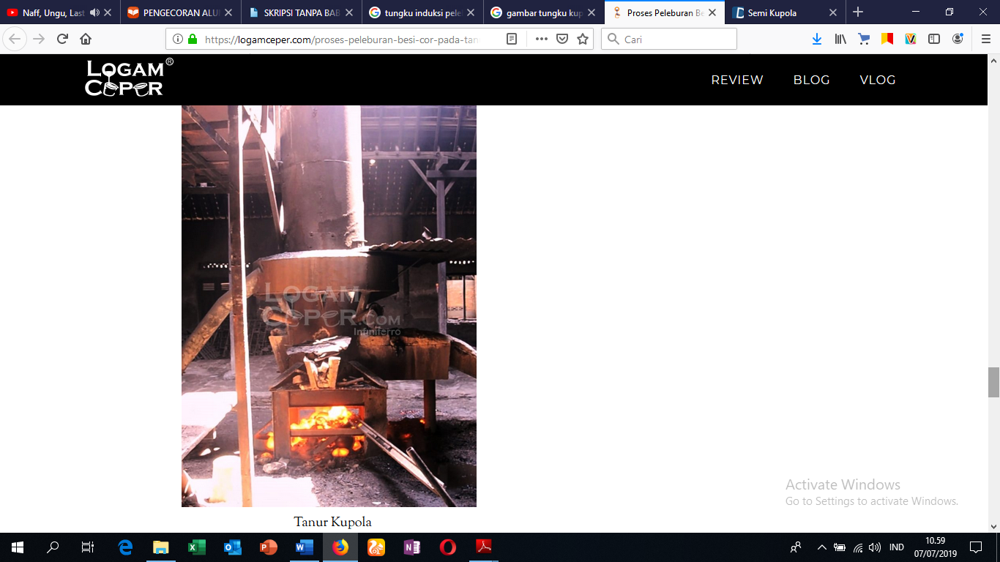 Naff, Ungu, Last
PENGECORAN ALU
SKRIPSI TANPA BAB
tungku induksi pele
gambar tungku kup
Proses Peleburan Be
Semi Kupola
https://logamceper.com/proses-peleburan-besi-cor-pada-tan
Cari
LOGAM CEPER®
REVIEW
BLOG
VLOG
LOGAM
CEPER.COM
Infiniferro
Tanur Kupola
Activate Windows
Go to Settings to activate Windows.
IND
10.59
07/07/2019